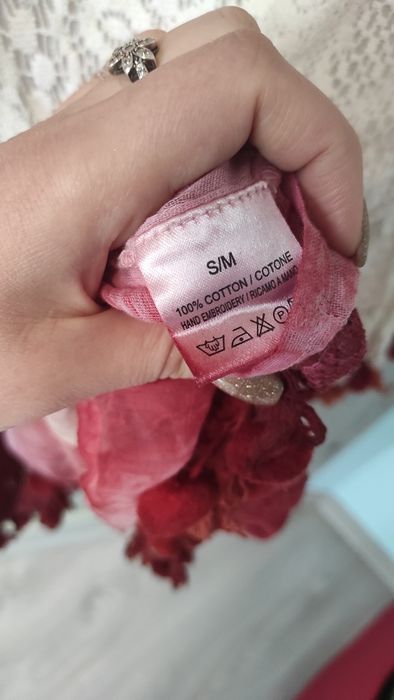 S/M
100% COTTON / COTONE
HAND EMBROIDERY / RICAMO A MANO